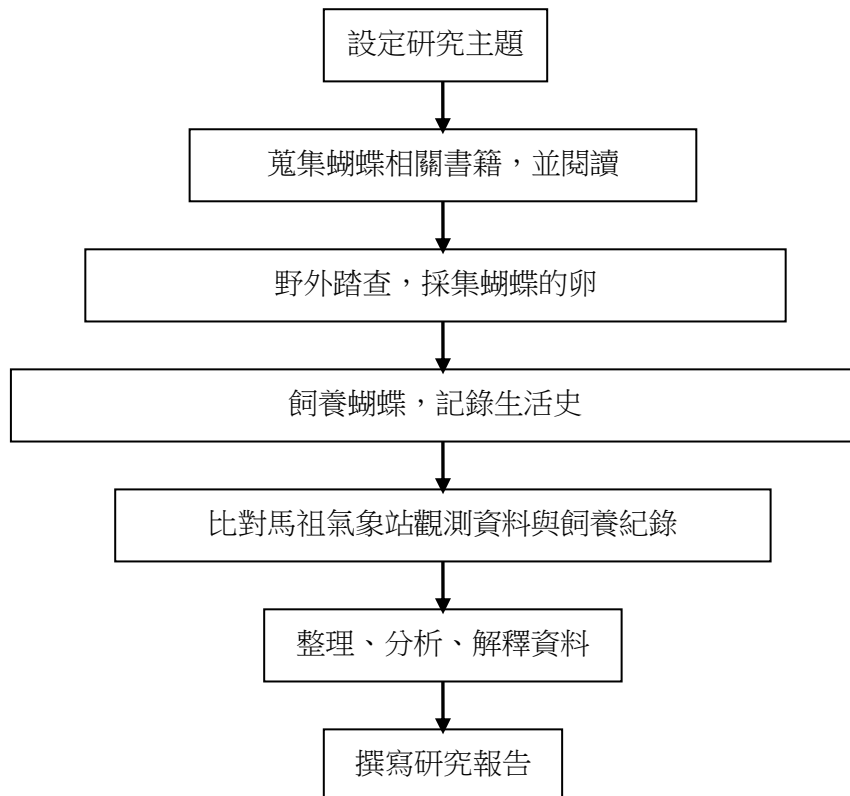 設定研究主題
蒐集蝴蝶相關書籍，並閱讀
野外踏查，採集蝴蝶的卵
飼養蝴蝶，記錄生活史
比對馬祖氣象站觀測資料與飼養紀錄
整理、分析、解釋資料
撰寫研究報告